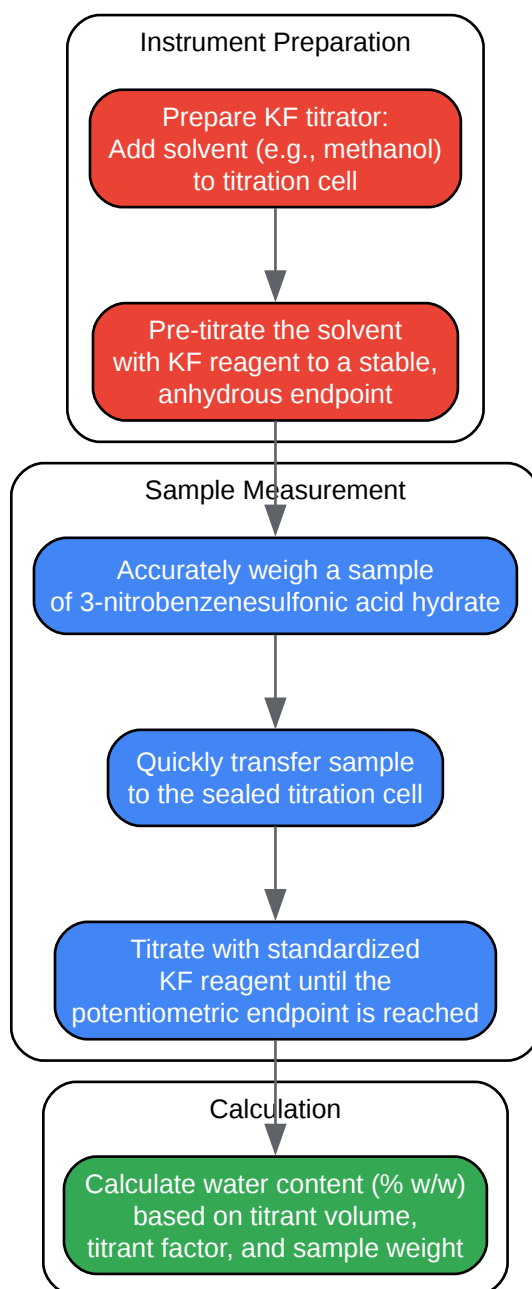 Instrument Preparation
Prepare KF titrator:
Add solvent (e.g., methanol)
to titration cell
Pre-titrate the solvent
with KF reagent to a stable,
anhydrous endpoint
Sample Measurement
Accurately weigh a sample
of 3-nitrobenzenesulfonic acid hydrate
Quickly transfer sample
to the sealed titration cell
Titrate with standardized
KF reagent until the
potentiometric endpoint is reached
Calculation
Calculate water content (% w/w)
based on titrant volume,
titrant factor, and sample weight